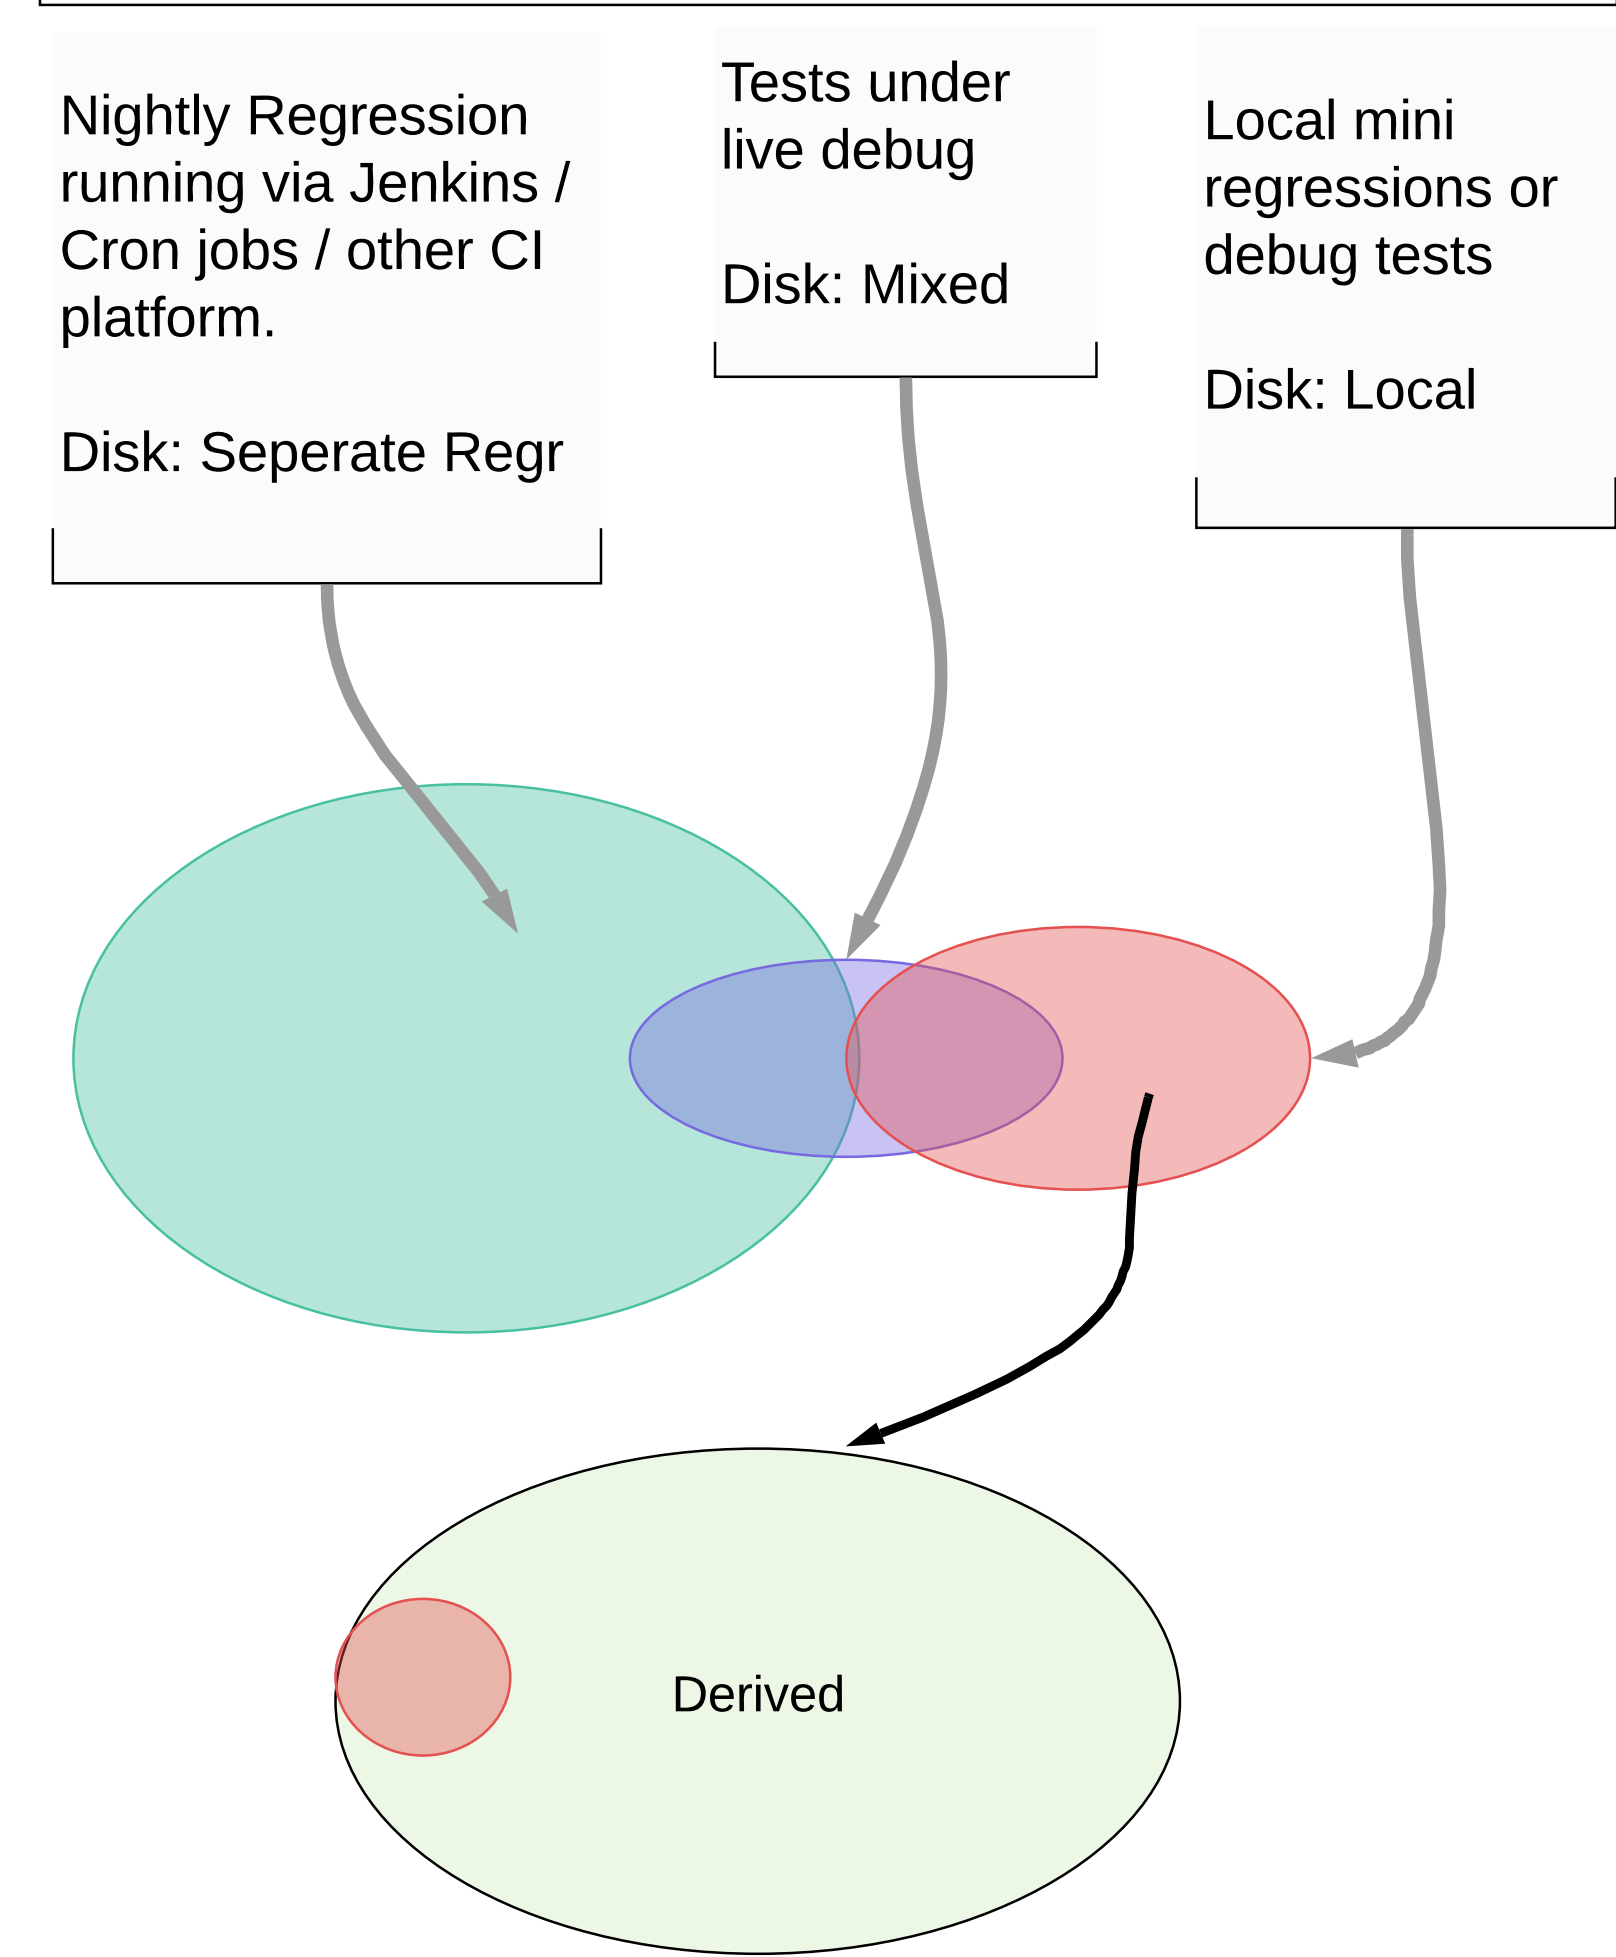 Nightly Regression
running via Jenkins /
Cron jobs / other CI
platform.
Disk: Seperate Regr
Tests under
live debug
Disk: Mixed
Local mini
regressions or
debug tests
Disk: Local
Derived